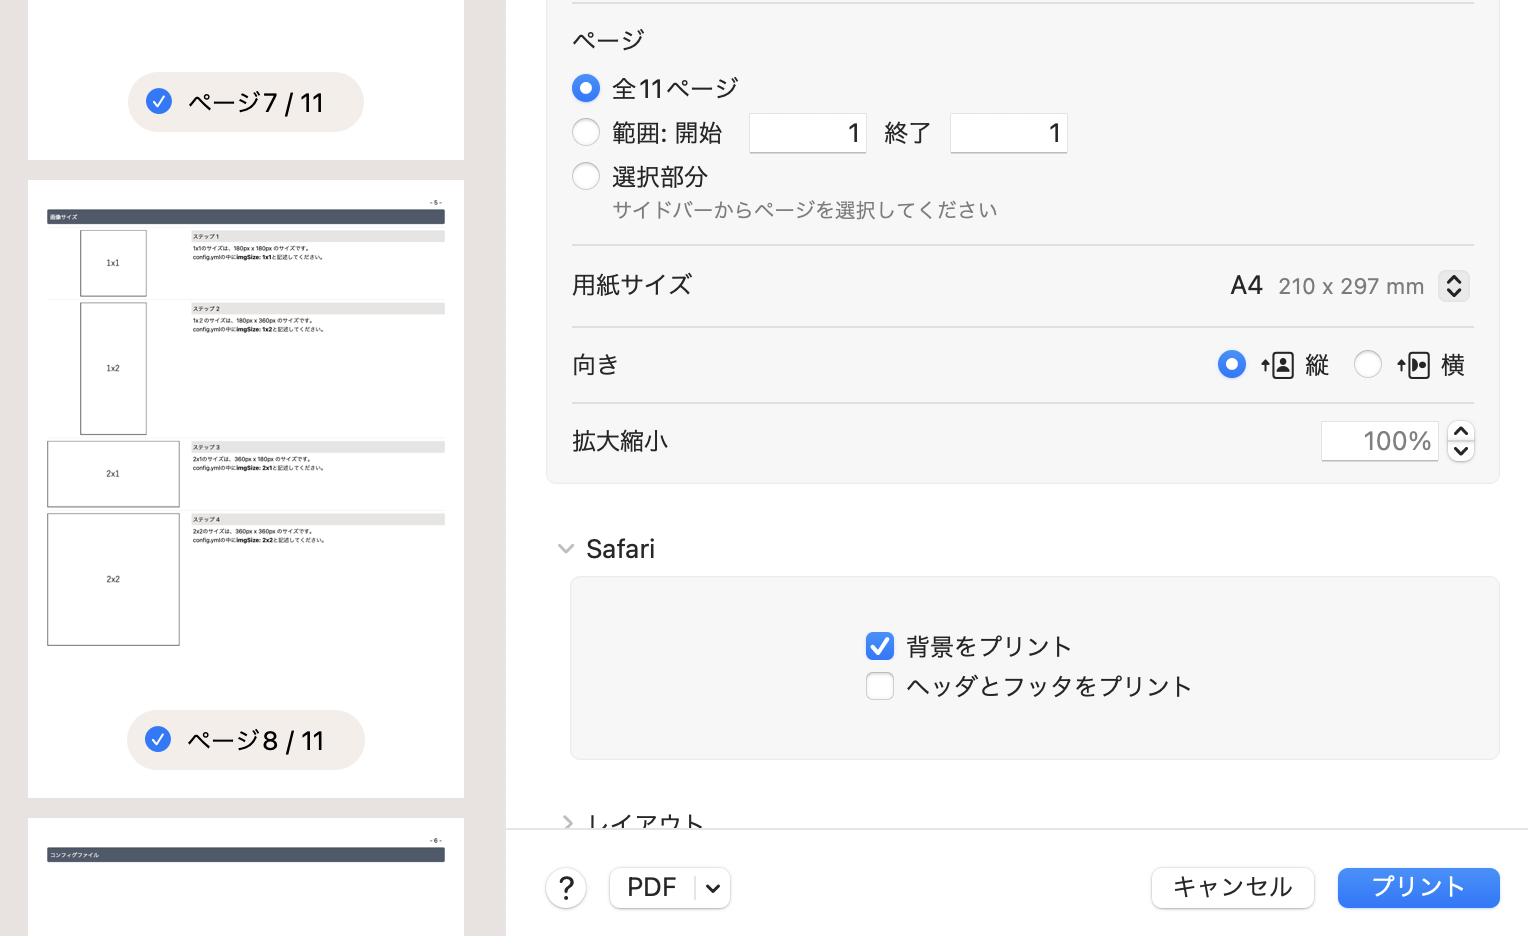 ページ7 / 11
- 5 -
画像サイズ
1x1
ステップ 1
1x1のサイズは、180px x 180px のサイズです。
config.ymlの中にimgSize: 1x1と記述してください。
1x2
ステップ 2
1x2 のサイズは、180px x 360px のサイズです。
config.ymlの中にimgSize: 1x2と記述してください。
2x1
ステップ 3
2x1のサイズは、360px x 180px のサイズです。
config.ymlの中にimgSize: 2x1と記述してください。
2x2
ステップ 4
2x2のサイズは、360px x 360px のサイズです。
config.ymlの中にimgSize: 2x2と記述してください。
ページ8 / 11
- 6 -
コンフィグファイル
ページ
全11ページ
範囲: 開始 1 終了 1
選択部分
サイドバーからページを選択してください
用紙サイズ A4 210 x 297 mm
向き 縦 横
拡大縮小 100%
Safari
背景をプリント
ヘッダとフッタをプリント
レイアウト
? PDF キャンセル プリント